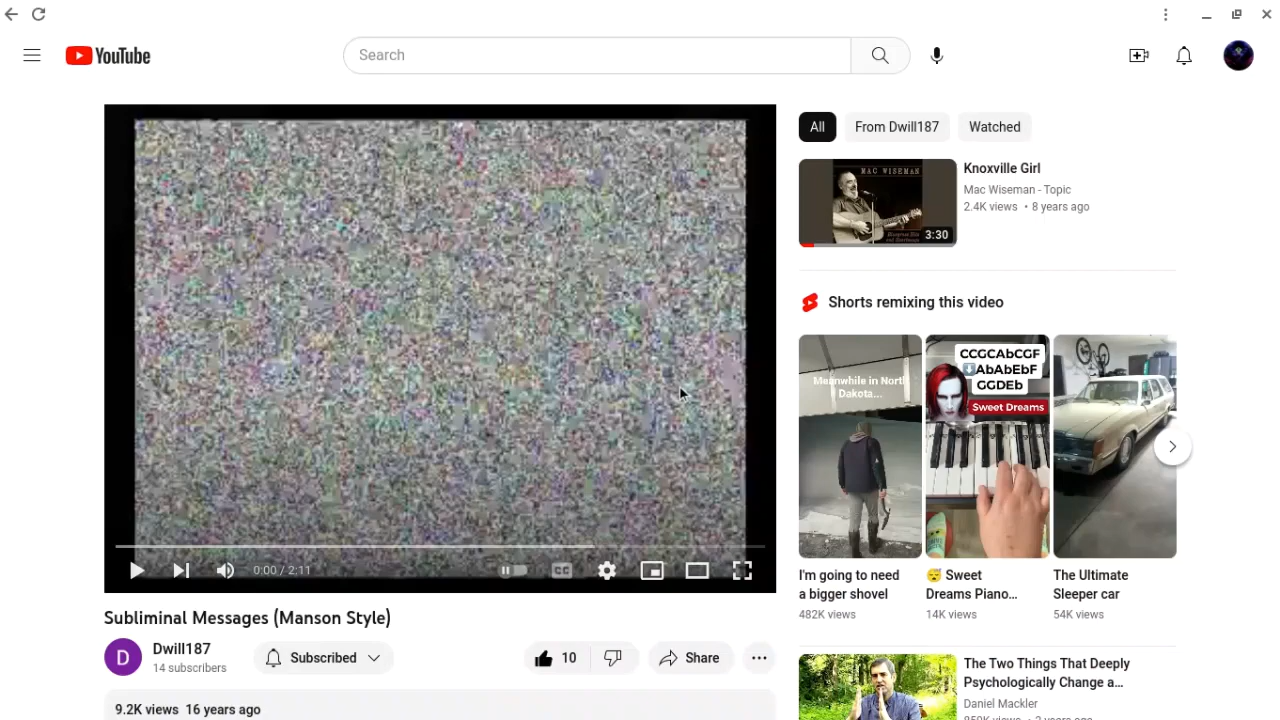 YouTube
Search
All
From Dwill187
Watched
MAC WISEMAN
3:30
Knoxville Girl
Mac Wiseman - Topic
2.4K views • 8 years ago
Shorts remixing this video
Meanwhile in North
Dakota...
CCGCAbCGF
AbAbEbF
GGDEb
Sweet Dreams
I'm going to need
a bigger shovel
482K views
😴 Sweet
Dreams Piano…
14K views
The Ultimate
Sleeper car
54K views
0:00 / 2:11
CC
Subliminal Messages (Manson Style)
D
Dwill187
14 subscribers
Subscribed
10
Share
9.2K views 16 years ago
The Two Things That Deeply
Psychologically Change a…
Daniel Mackler